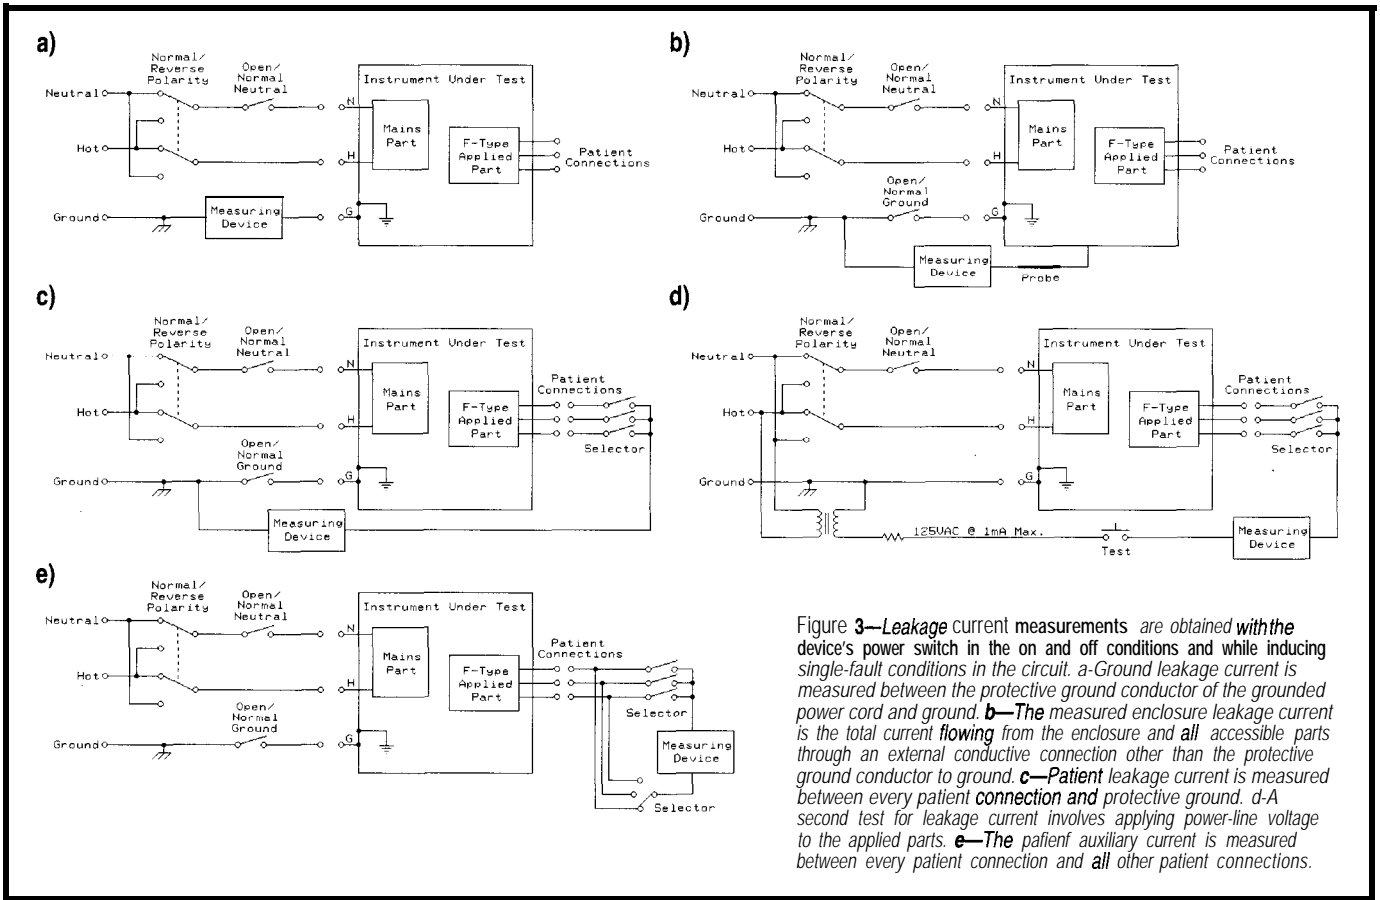 a)
Normal/
Reverse
Polarity
Open/
Normal
Neutral
Instrument Under Test
Neutral
N
Mains
Part
F-Type
Applied
Part
Hot
H
Patient
Connections
Ground
Measuring
Device
G
b)
Normal/
Reverse
Polarity
Open/
Normal
Neutral
Instrument Under Test
Neutral
N
Mains
Part
F-Type
Applied
Part
Hot
H
Patient
Connections
Open/
Normal
Ground
Ground
G
Measuring
Device
Probe
c)
Normal/
Reverse
Polarity
Open/
Normal
Neutral
Instrument Under Test
Neutral
N
Mains
Part
Patient
Connections
F-Type
Applied
Part
Hot
H
Selector
Open/
Normal
Ground
Ground
G
Measuring
Device
d)
Normal/
Reverse
Polarity
Open/
Normal
Neutral
Instrument Under Test
Neutral
N
Mains
Part
Patient
Connections
F-Type
Applied
Part
Hot
H
Selector
Ground
G
125VAC @ 1mA Max.
Test
Measuring
Device
e)
Normal/
Reverse
Polarity
Open/
Normal
Neutral
Instrument Under Test
Neutral
N
Mains
Part
Patient
Connections
F-Type
Applied
Part
Hot
H
Selector
Open/
Normal
Ground
Ground
G
Measuring
Device
Selector
Figure 3—Leakage current measurements are obtained with the
device's power switch in the on and off conditions and while inducing
single-fault conditions in the circuit. a-Ground leakage current is
measured between the protective ground conductor of the grounded
power cord and ground. b—The measured enclosure leakage current
is the total current flowing from the enclosure and all accessible parts
through an external conductive connection other than the protective
ground conductor to ground. c—Patient leakage current is measured
between every patient connection and protective ground. d-A
second test for leakage current involves applying power-line voltage
to the applied parts. e—The pafienf auxiliary current is measured
between every patient connection and all other patient connections.